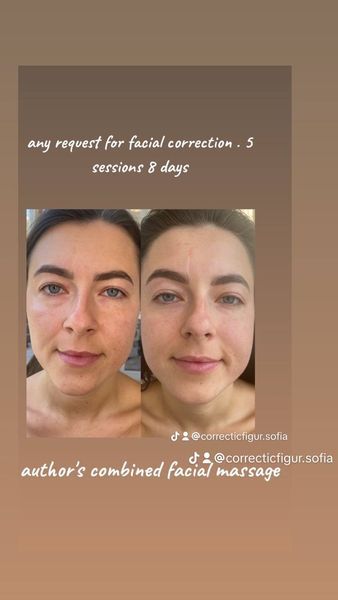 any request for facial correction . 5
sessions 8 days
@correcticfigur.sofia
@correcticfigur.sofia
author's combined facial massage